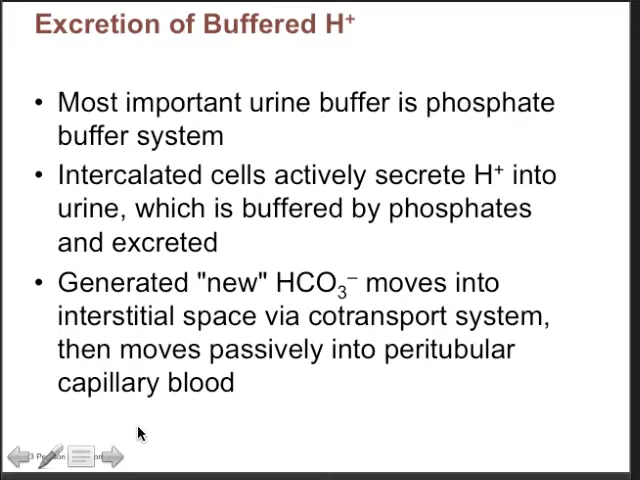 Excretion of Buffered H⁺
• Most important urine buffer is phosphate
buffer system
• Intercalated cells actively secrete H⁺ into
urine, which is buffered by phosphates
and excreted
• Generated "new" HCO₃⁻ moves into
interstitial space via cotransport system,
then moves passively into peritubular
capillary blood